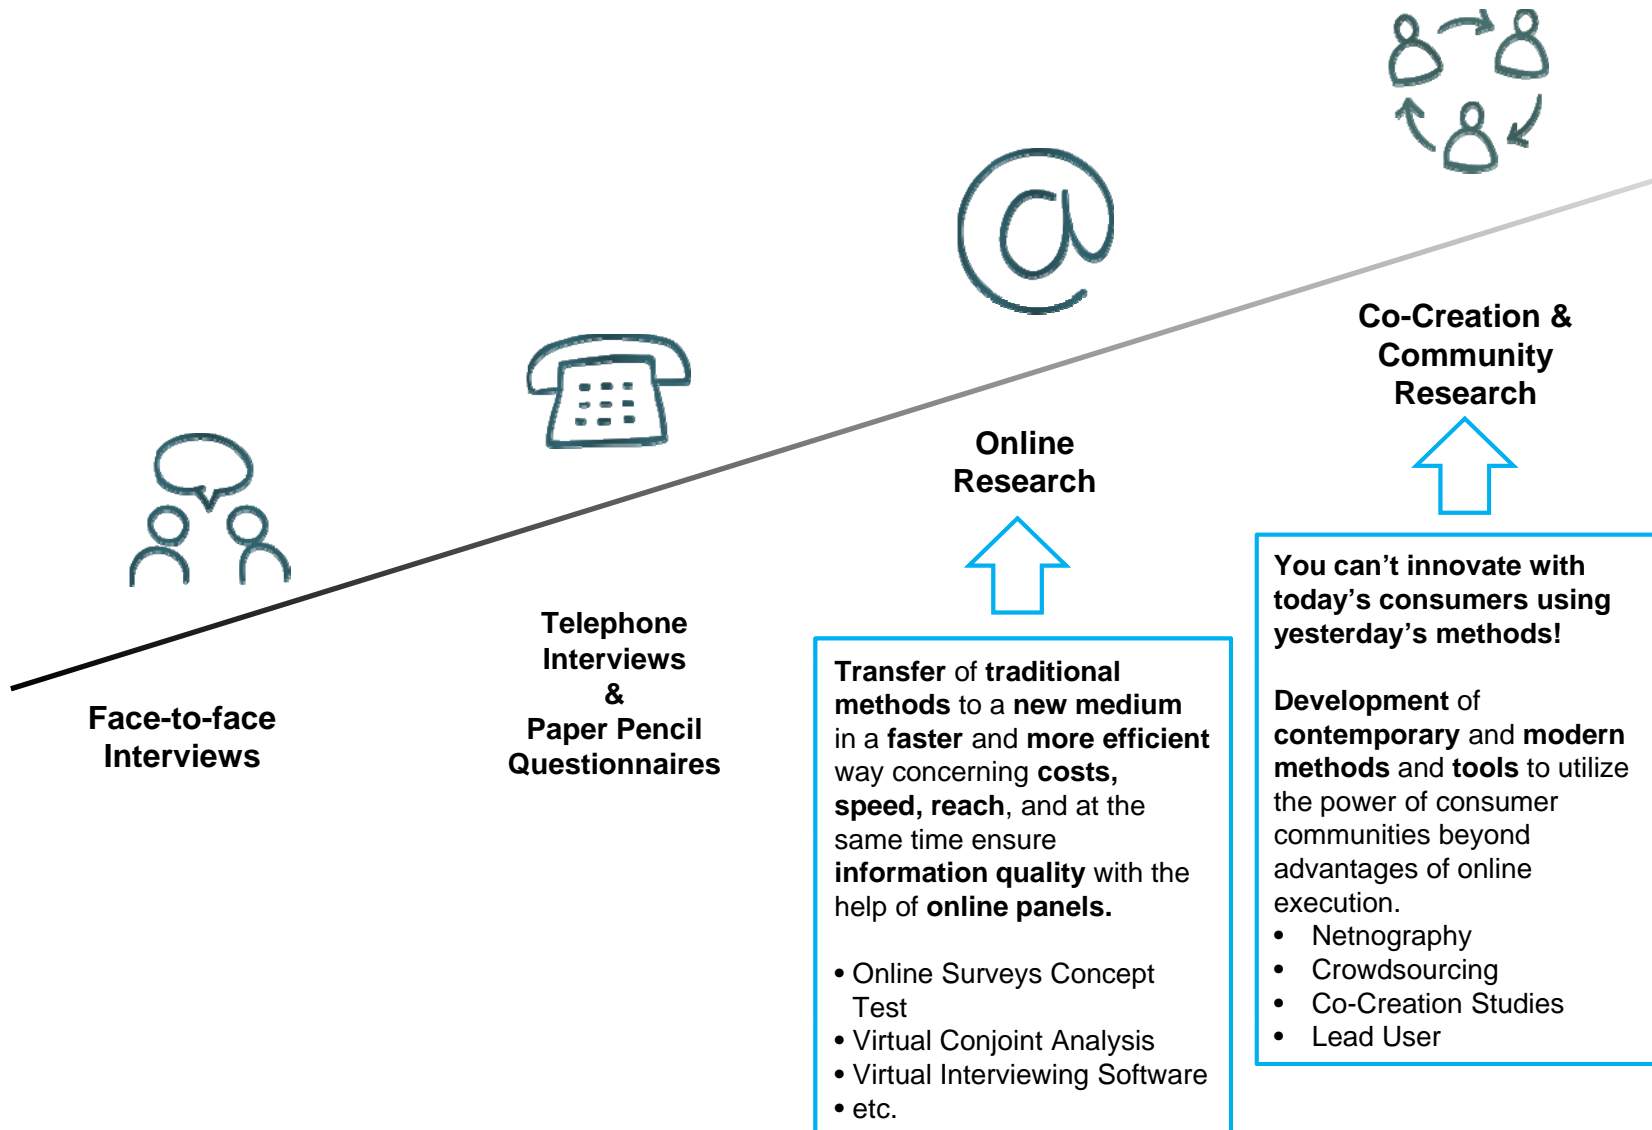 Face-to-face
Interviews
Telephone
Interviews
&
Paper Pencil
Questionnaires
Online
Research
Transfer of traditional
methods to a new medium
in a faster and more efficient
way concerning costs,
speed, reach, and at the
same time ensure
information quality with the
help of online panels.
• Online Surveys Concept
Test
• Virtual Conjoint Analysis
• Virtual Interviewing Software
• etc.
Co-Creation &
Community
Research
You can’t innovate with
today’s consumers using
yesterday’s methods!
Development of
contemporary and modern
methods and tools to utilize
the power of consumer
communities beyond
advantages of online
execution.
• Netnography
• Crowdsourcing
• Co-Creation Studies
• Lead User